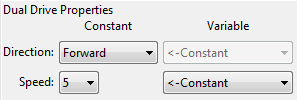 Dual Drive Properties
Constant Variable
Direction: Forward <-Constant
Speed: 5 <-Constant